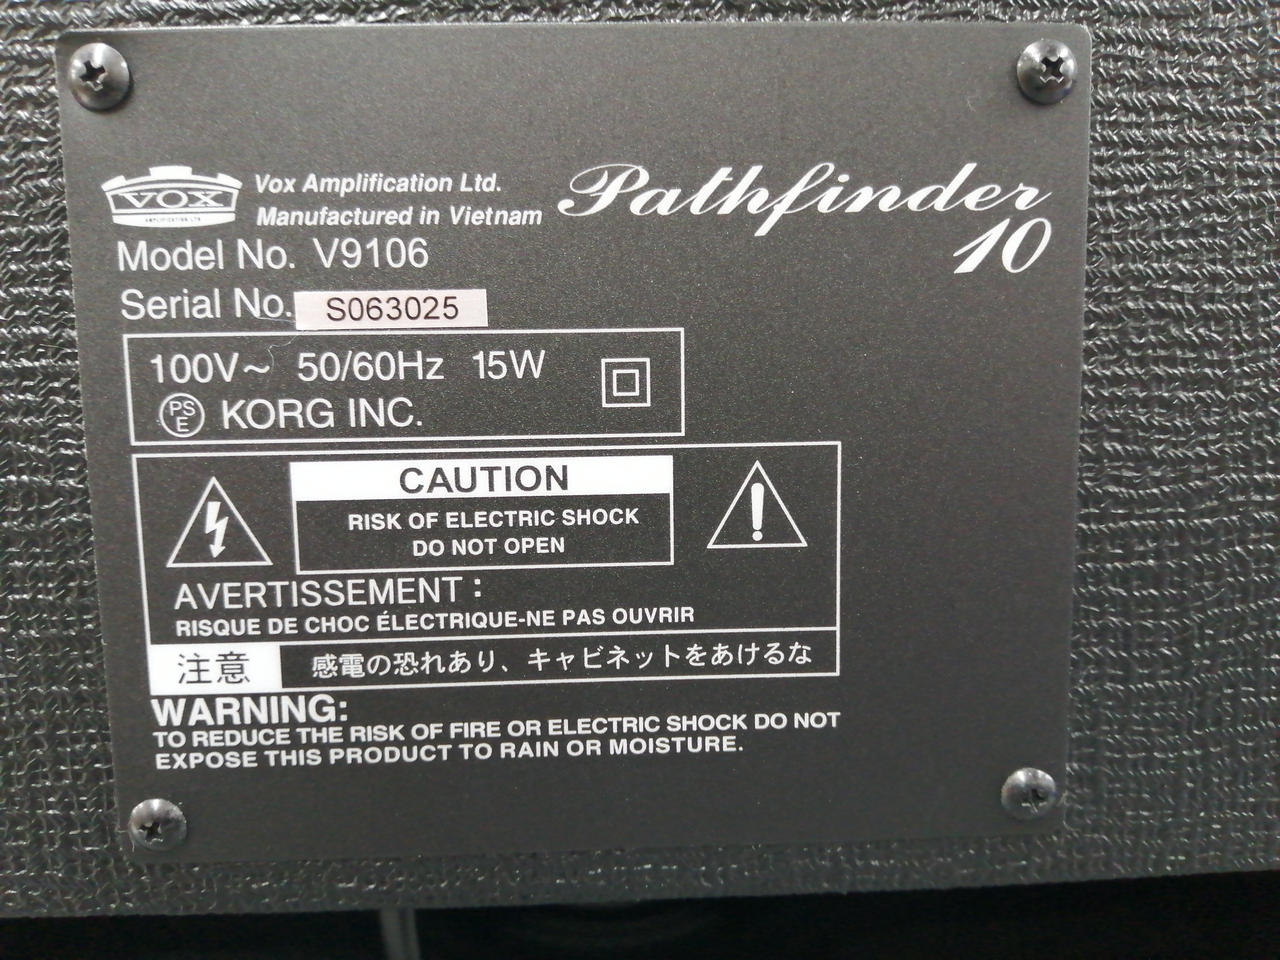 VOX
AMPLIFICATION LTD.
Vox Amplification Ltd.
Manufactured in Vietnam
Pathfinder
10
Model No. V9106
Serial No. S063025
100V~ 50/60Hz 15W
PS
E
KORG INC.
CAUTION
RISK OF ELECTRIC SHOCK
DO NOT OPEN
AVERTISSEMENT :
RISQUE DE CHOC ÉLECTRIQUE-NE PAS OUVRIR
注意 感電の恐れあり、キャビネットをあけるな
WARNING:
TO REDUCE THE RISK OF FIRE OR ELECTRIC SHOCK DO NOT
EXPOSE THIS PRODUCT TO RAIN OR MOISTURE.